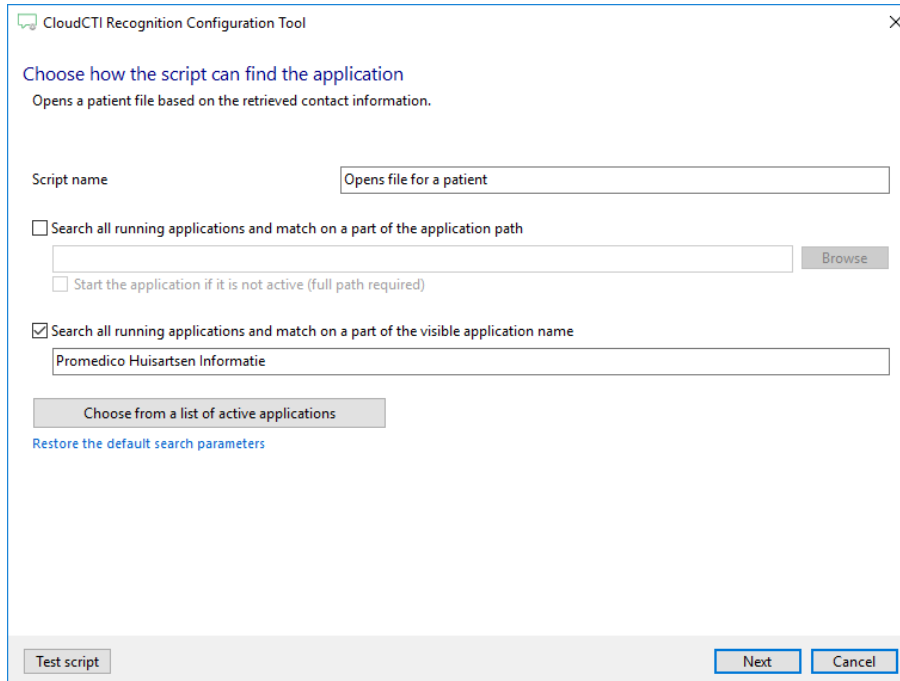 CloudCTI Recognition Configuration Tool
Choose how the script can find the application
Opens a patient file based on the retrieved contact information.
Script name
Opens file for a patient
Search all running applications and match on a part of the application path
Browse
Start the application if it is not active (full path required)
Search all running applications and match on a part of the visible application name
Promedico Huisartsen Informatie
Choose from a list of active applications
Restore the default search parameters
Test script
Next
Cancel